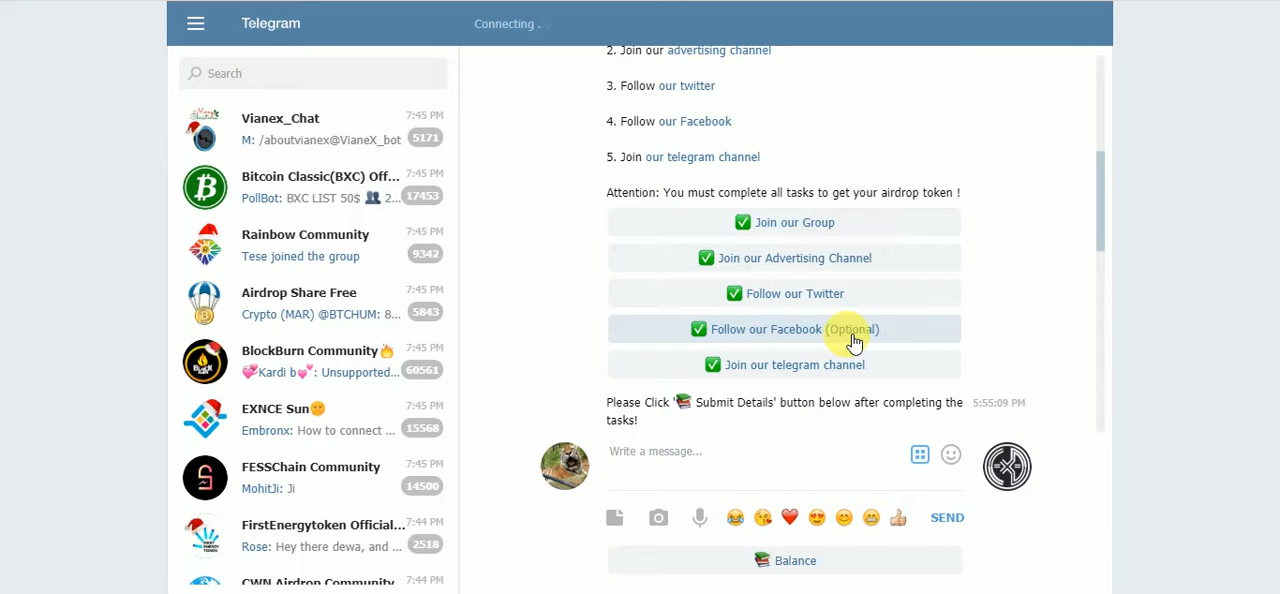 Telegram
Connecting ...
Search
Vianex_Chat 7:45 PM
M: /aboutvianex@VianeX_bot 5171
Bitcoin Classic(BXC) Off... 7:45 PM
PollBot: BXC LIST 50$ 👥 2... 17453
Rainbow Community 7:45 PM
Tese joined the group 9342
Airdrop Share Free 7:45 PM
Crypto (MAR) @BTCHUM: 8... 5843
BlockBurn Community🔥 7:45 PM
💞Kardi b💕: Unsupported... 60561
EXNCE Sun🌞 7:45 PM
Embronx: How to connect ... 15568
FESSChain Community 7:45 PM
MohitJi: Ji 14500
FirstEnergytoken Official... 7:44 PM
Rose: Hey there dewa, and ... 2518
CWN Airdrop Community 7:44 PM
2. Join our advertising channel
3. Follow our twitter
4. Follow our Facebook
5. Join our telegram channel
Attention: You must complete all tasks to get your airdrop token !
✅ Join our Group
✅ Join our Advertising Channel
✅ Follow our Twitter
✅ Follow our Facebook (Optional)
✅ Join our telegram channel
Please Click '📚 Submit Details' button below after completing the 5:55:09 PM
tasks!
Write a message...
SEND
📚 Balance